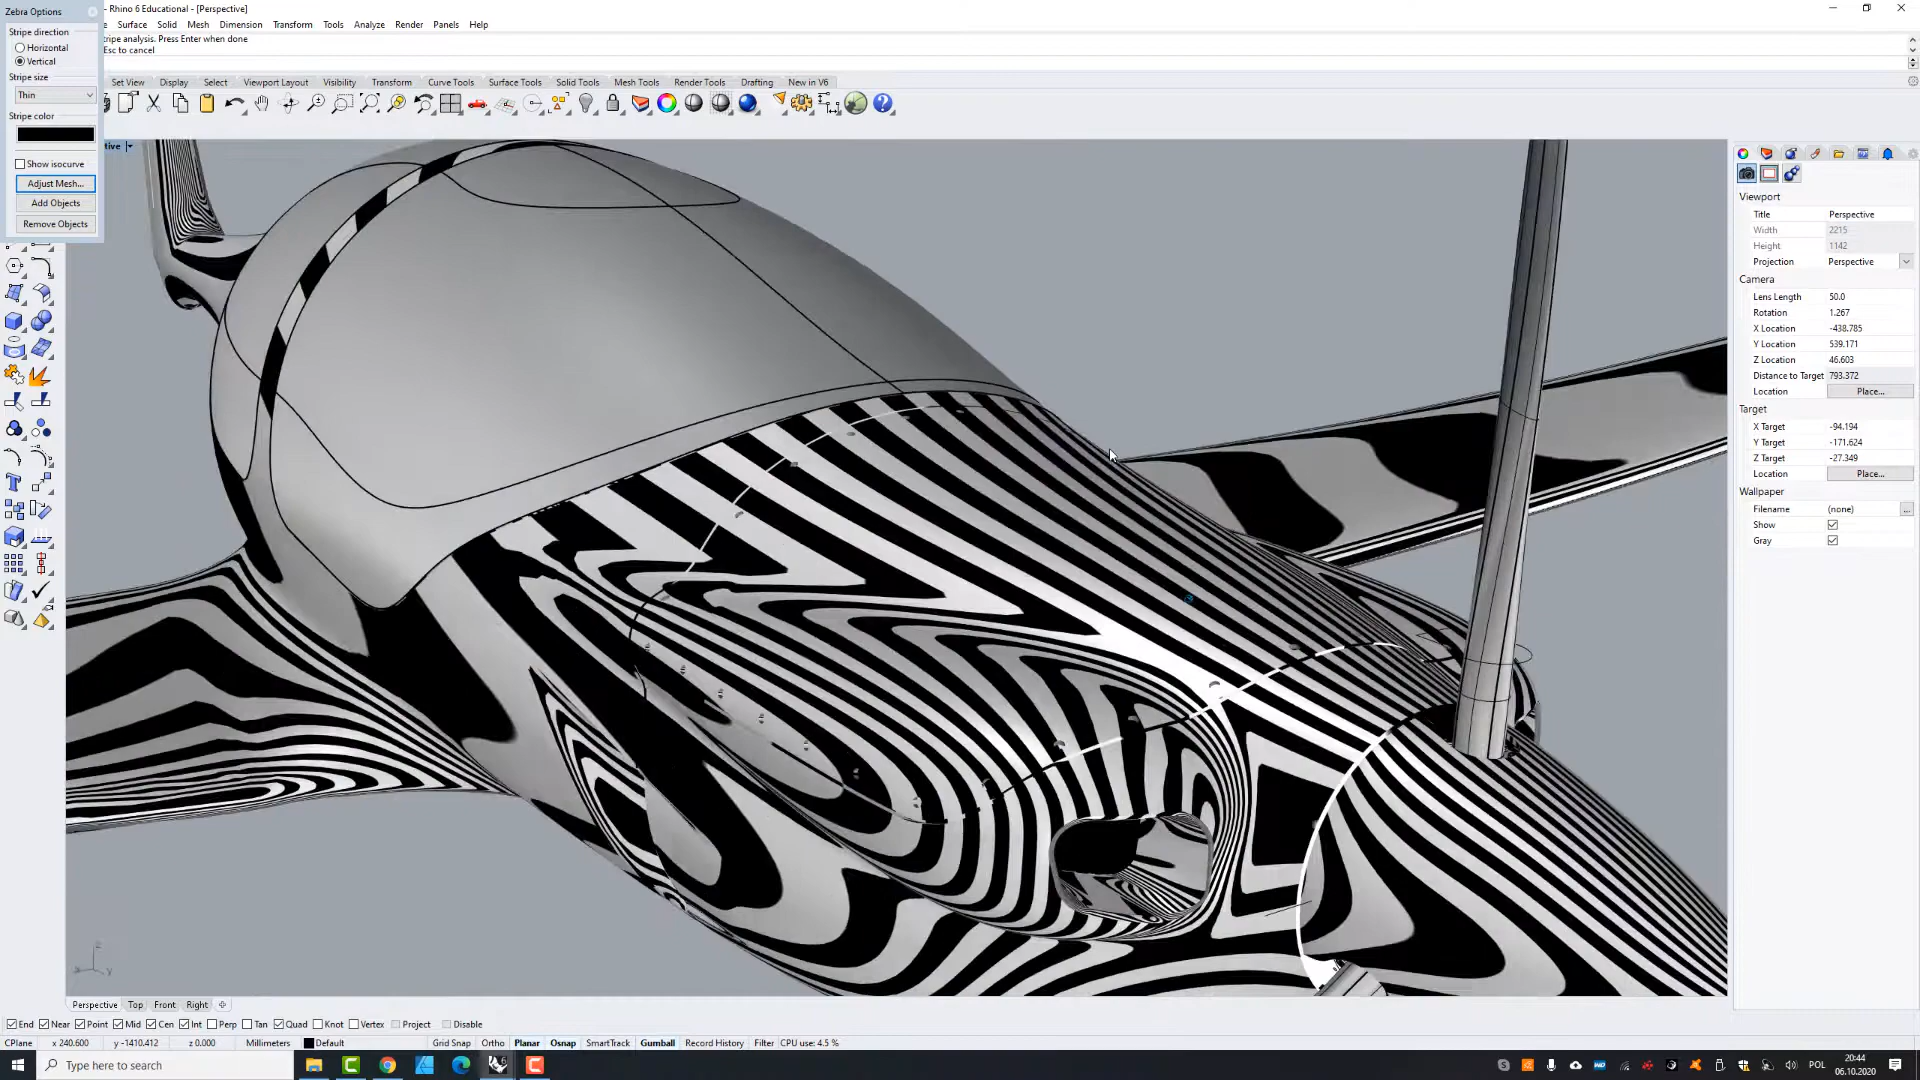 Zebra Options
- Rhino 6 Educational - [Perspective]
Surface Solid Mesh Dimension Transform Tools Analyze Render Panels Help
Stripe direction
Horizontal
Vertical
Stripe size
Thin
Stripe color
Show isocurve
Adjust Mesh...
Add Objects
Remove Objects
tripe analysis. Press Enter when done
Esc to cancel
Set View Display Select Viewport Layout Visibility Transform Curve Tools Surface Tools Solid Tools Mesh Tools Render Tools Drafting New in V6
tive
Viewport
Title Perspective
Width 2215
Height 1142
Projection Perspective
Camera
Lens Length 50.0
Rotation 1.267
X Location -438.785
Y Location 539.171
Z Location 46.603
Distance to Target 793.372
Location Place...
Target
X Target -94.194
Y Target -171.624
Z Target -27.349
Location Place...
Wallpaper
Filename (none) ...
Show
Gray
z
x y
Perspective Top Front Right
End Near Point Mid Cen Int Perp Tan Quad Knot Vertex Project Disable
CPlane x 240.600 y -1410.412 z 0.000 Millimeters Default Grid Snap Ortho Planar Osnap SmartTrack Gumball Record History Filter CPU use: 4.5 %
Type here to search
POL
20:44
06.10.2020